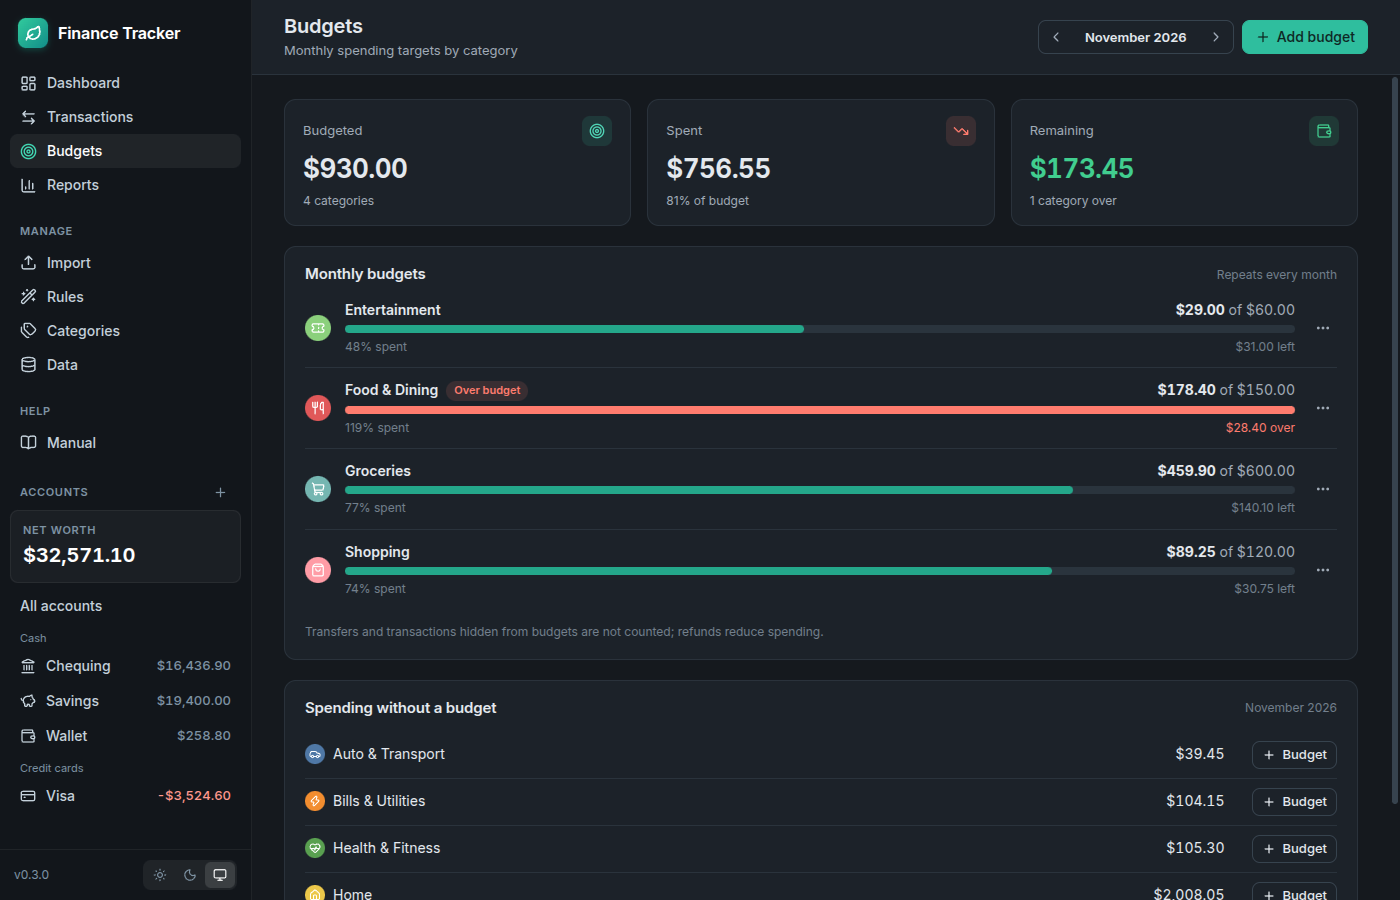 Finance Tracker
Dashboard
Transactions
Budgets
Reports
MANAGE
Import
Rules
Categories
Data
HELP
Manual
ACCOUNTS
NET WORTH
$32,571.10
All accounts
Cash
Chequing $16,436.90
Savings $19,400.00
Wallet $258.80
Credit cards
Visa -$3,524.60
v0.3.0
Budgets
Monthly spending targets by category
November 2026
Add budget
Budgeted
$930.00
4 categories
Spent
$756.55
81% of budget
Remaining
$173.45
1 category over
Monthly budgets
Repeats every month
Entertainment $29.00 of $60.00
48% spent $31.00 left
Food & Dining Over budget $178.40 of $150.00
119% spent $28.40 over
Groceries $459.90 of $600.00
77% spent $140.10 left
Shopping $89.25 of $120.00
74% spent $30.75 left
Transfers and transactions hidden from budgets are not counted; refunds reduce spending.
Spending without a budget
November 2026
Auto & Transport $39.45 Budget
Bills & Utilities $104.15 Budget
Health & Fitness $105.30 Budget
Home $2,008.05 Budget